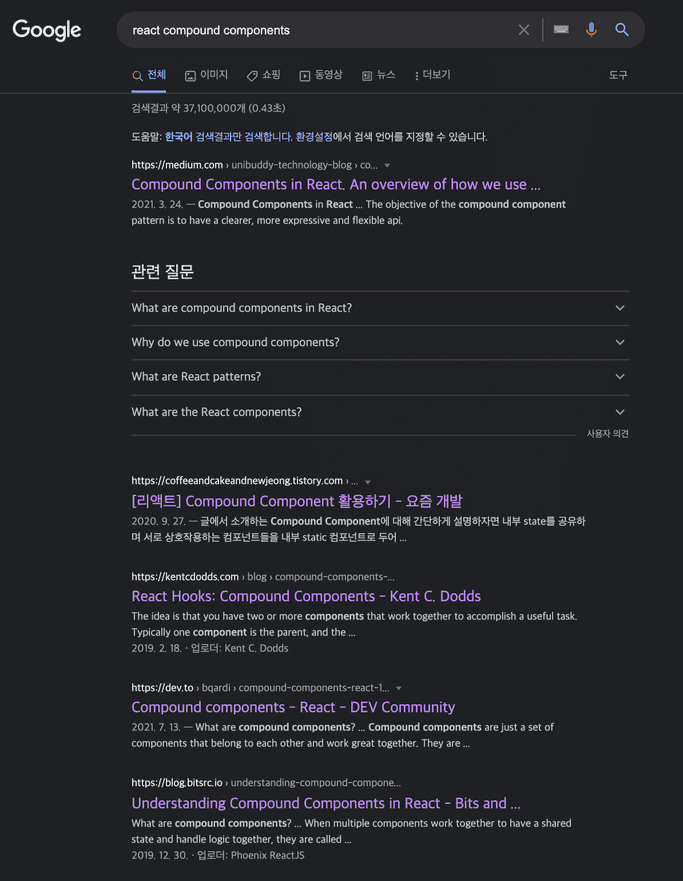 Google
react compound components
전체
이미지
쇼핑
동영상
뉴스
더보기
도구
검색결과 약 37,100,000개 (0.43초)
도움말: 한국어 검색결과만 검색합니다. 환경설정에서 검색 언어를 지정할 수 있습니다.
https://medium.com › unibuddy-technology-blog › co...
Compound Components in React. An overview of how we use ...
2021. 3. 24. — Compound Components in React ... The objective of the compound component
pattern is to have a clearer, more expressive and flexible api.
관련 질문
What are compound components in React?
Why do we use compound components?
What are React patterns?
What are the React components?
사용자 의견
https://coffeeandcakeandnewjeong.tistory.com › ...
[리액트] Compound Component 활용하기 - 요즘 개발
2020. 9. 27. — 글에서 소개하는 Compound Component에 대해 간단하게 설명하자면 내부 state를 공유하
며 서로 상호작용하는 컴포넌트들을 내부 static 컴포넌트로 두어 ...
https://kentcdodds.com › blog › compound-components-...
React Hooks: Compound Components - Kent C. Dodds
The idea is that you have two or more components that work together to accomplish a useful task.
Typically one component is the parent, and the ...
2019. 2. 18. · 업로더: Kent C. Dodds
https://dev.to › bqardi › compound-components-react-1...
Compound components - React - DEV Community
2021. 7. 13. — What are compound components? ... Compound components are just a set of
components that belong to each other and work great together. They are ...
https://blog.bitsrc.io › understanding-compound-compone...
Understanding Compound Components in React - Bits and ...
What are compound components? ... When multiple components work together to have a shared
state and handle logic together, they are called ...
2019. 12. 30. · 업로더: Phoenix ReactJS